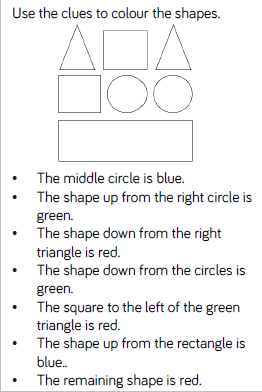 Use the clues to colour the shapes.
• The middle circle is blue.
• The shape up from the right circle is
green.
• The shape down from the right
triangle is red.
• The shape down from the circles is
green.
• The square to the left of the green
triangle is red.
• The shape up from the rectangle is
blue..
• The remaining shape is red.